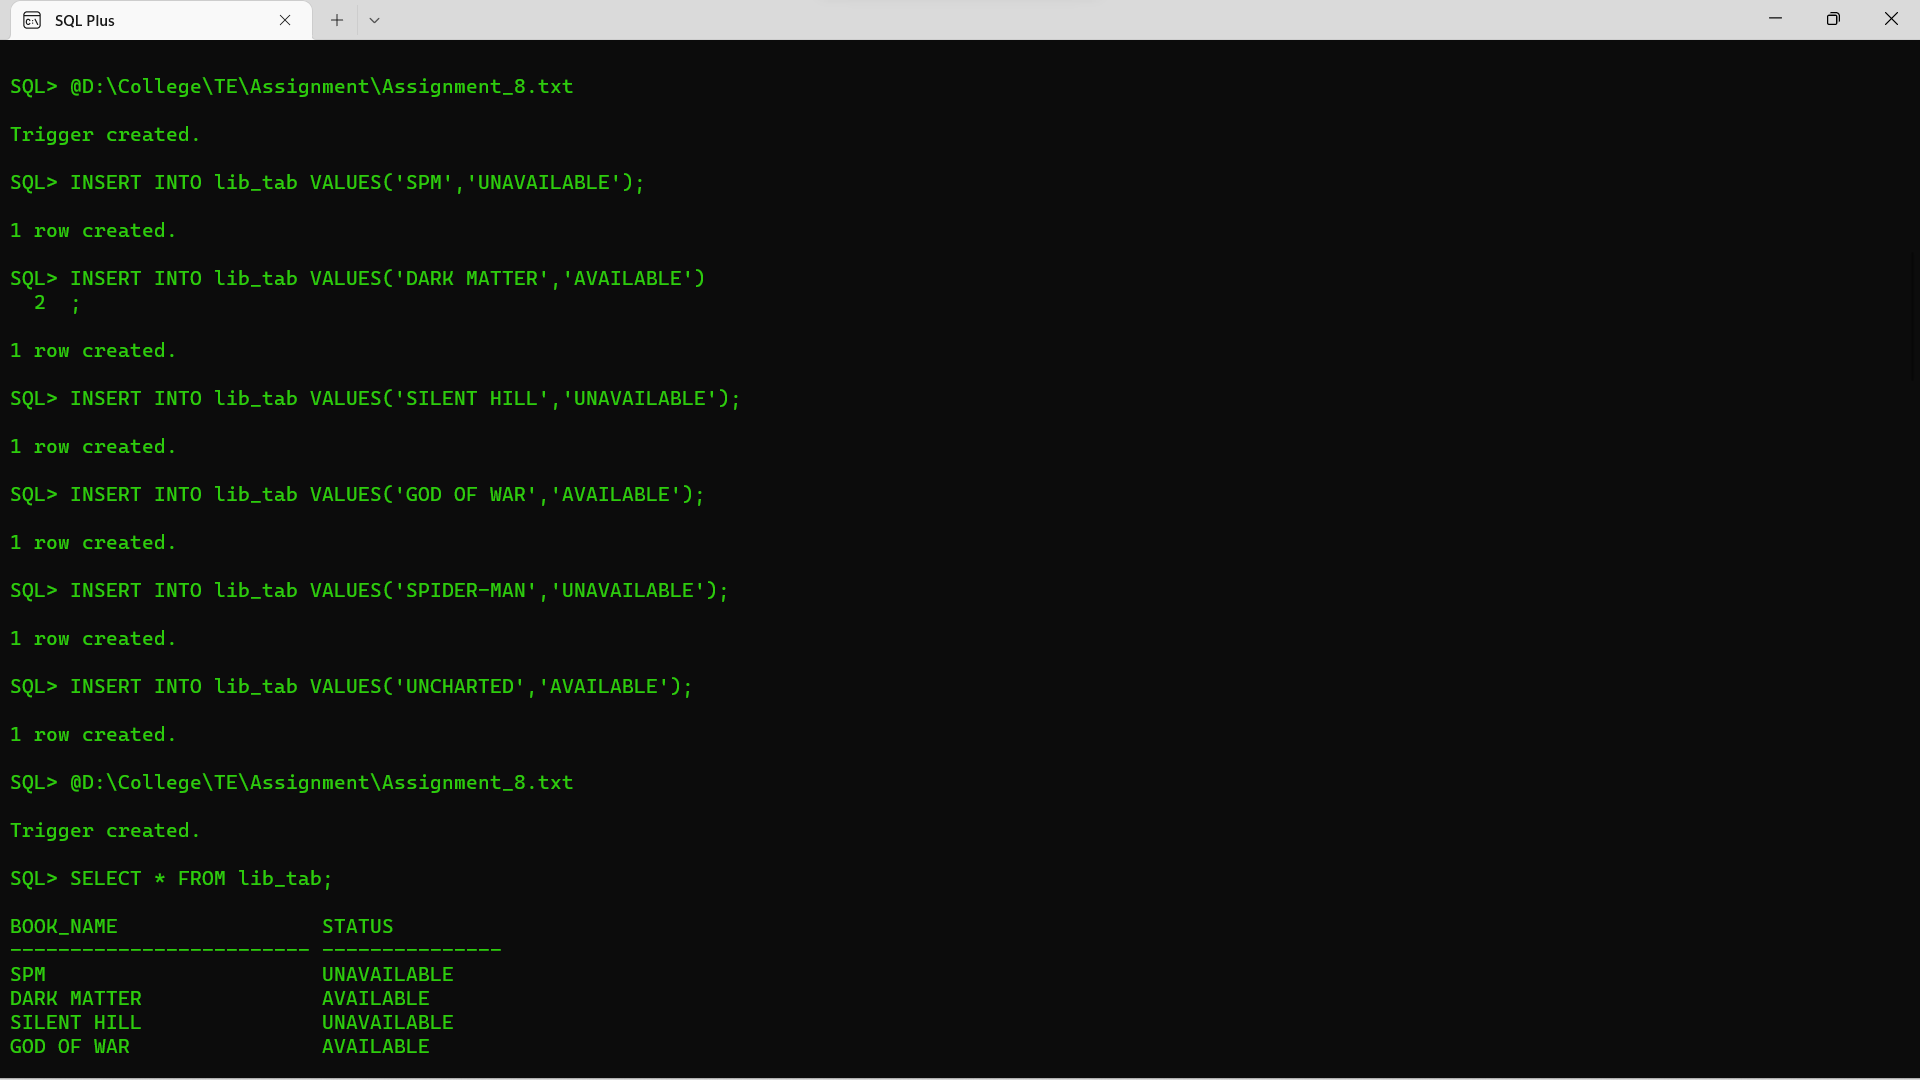 SQL Plus
SQL> @D:\College\TE\Assignment\Assignment_8.txt
Trigger created.
SQL> INSERT INTO lib_tab VALUES('SPM','UNAVAILABLE');
1 row created.
SQL> INSERT INTO lib_tab VALUES('DARK MATTER','AVAILABLE')
  2  ;
1 row created.
SQL> INSERT INTO lib_tab VALUES('SILENT HILL','UNAVAILABLE');
1 row created.
SQL> INSERT INTO lib_tab VALUES('GOD OF WAR','AVAILABLE');
1 row created.
SQL> INSERT INTO lib_tab VALUES('SPIDER-MAN','UNAVAILABLE');
1 row created.
SQL> INSERT INTO lib_tab VALUES('UNCHARTED','AVAILABLE');
1 row created.
SQL> @D:\College\TE\Assignment\Assignment_8.txt
Trigger created.
SQL> SELECT * FROM lib_tab;
BOOK_NAME                 STATUS
------------------------- ---------------
SPM                       UNAVAILABLE
DARK MATTER               AVAILABLE
SILENT HILL               UNAVAILABLE
GOD OF WAR                AVAILABLE